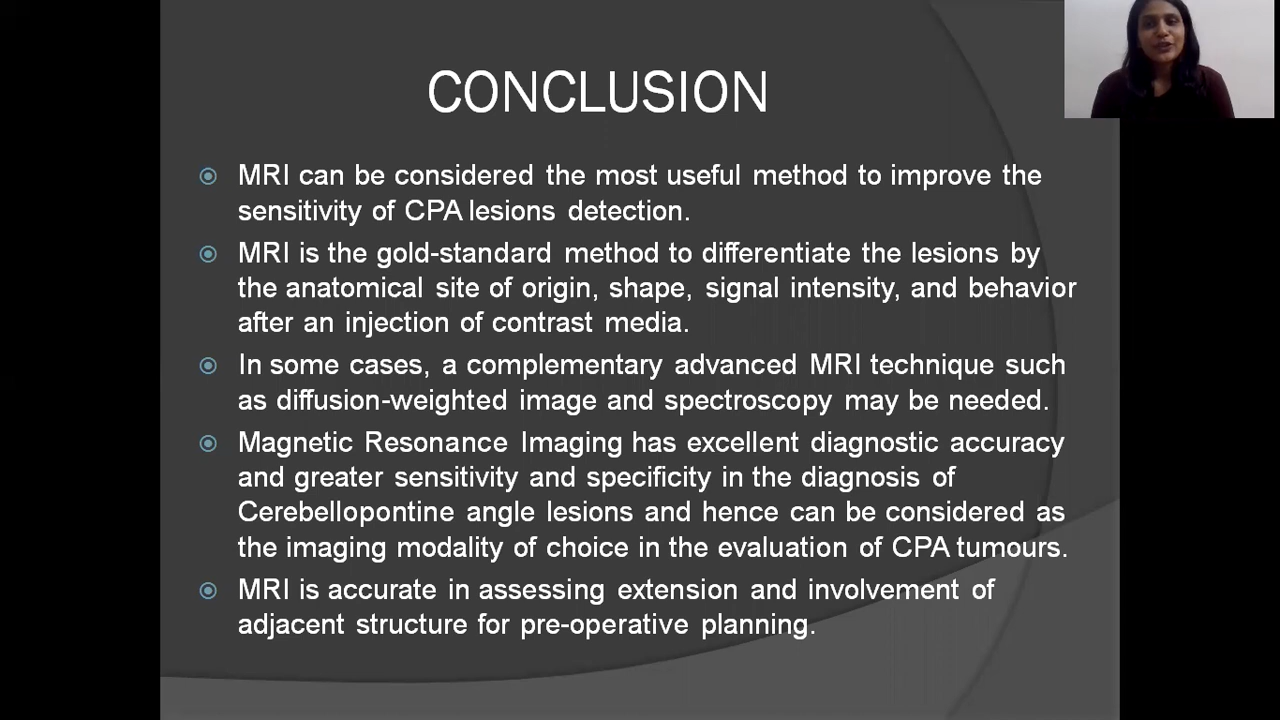 CONCLUSION
MRI can be considered the most useful method to improve the
sensitivity of CPA lesions detection.
MRI is the gold-standard method to differentiate the lesions by
the anatomical site of origin, shape, signal intensity, and behavior
after an injection of contrast media.
In some cases, a complementary advanced MRI technique such
as diffusion-weighted image and spectroscopy may be needed.
Magnetic Resonance Imaging has excellent diagnostic accuracy
and greater sensitivity and specificity in the diagnosis of
Cerebellopontine angle lesions and hence can be considered as
the imaging modality of choice in the evaluation of CPA tumours.
MRI is accurate in assessing extension and involvement of
adjacent structure for pre-operative planning.